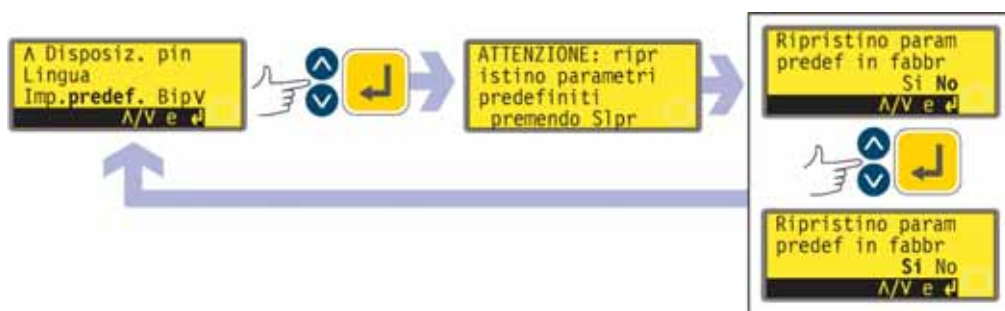 Λ Disposiz. pin
Lingua
Imp.predef. BipV
Λ/V e ↵
ATTENZIONE: ripr
istino parametri
predefiniti
premendo SIpr
Ripristino param
predef in fabbr
Si No
Λ/V e ↵
Ripristino param
predef in fabbr
Si No
Λ/V e ↵